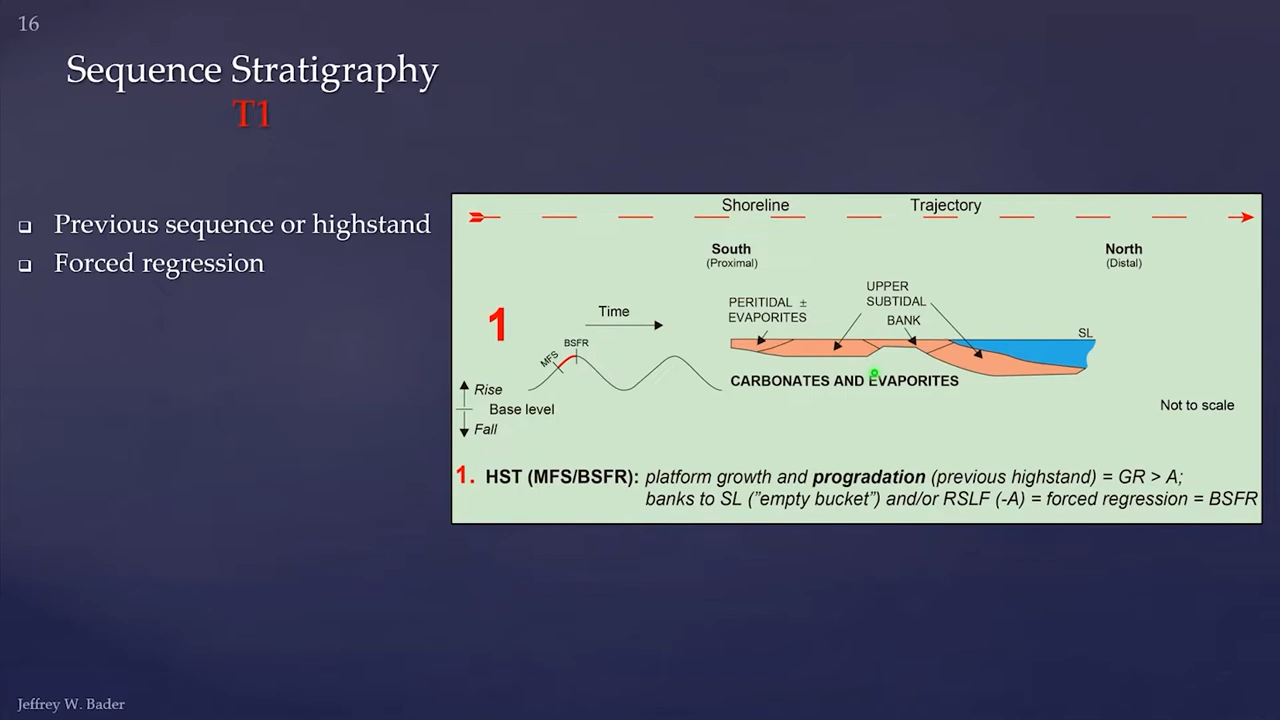 16
Sequence Stratigraphy
T1
Previous sequence or highstand
Forced regression
Shoreline Trajectory
South
(Proximal)
North
(Distal)
1
Time
MFS
BSFR
PERITIDAL ±
EVAPORITES
UPPER
SUBTIDAL
BANK
SL
CARBONATES AND EVAPORITES
Rise
Base level
Fall
Not to scale
1. HST (MFS/BSFR): platform growth and progradation (previous highstand) = GR > A;
banks to SL ("empty bucket") and/or RSLF (-A) = forced regression = BSFR
Jeffrey W. Bader